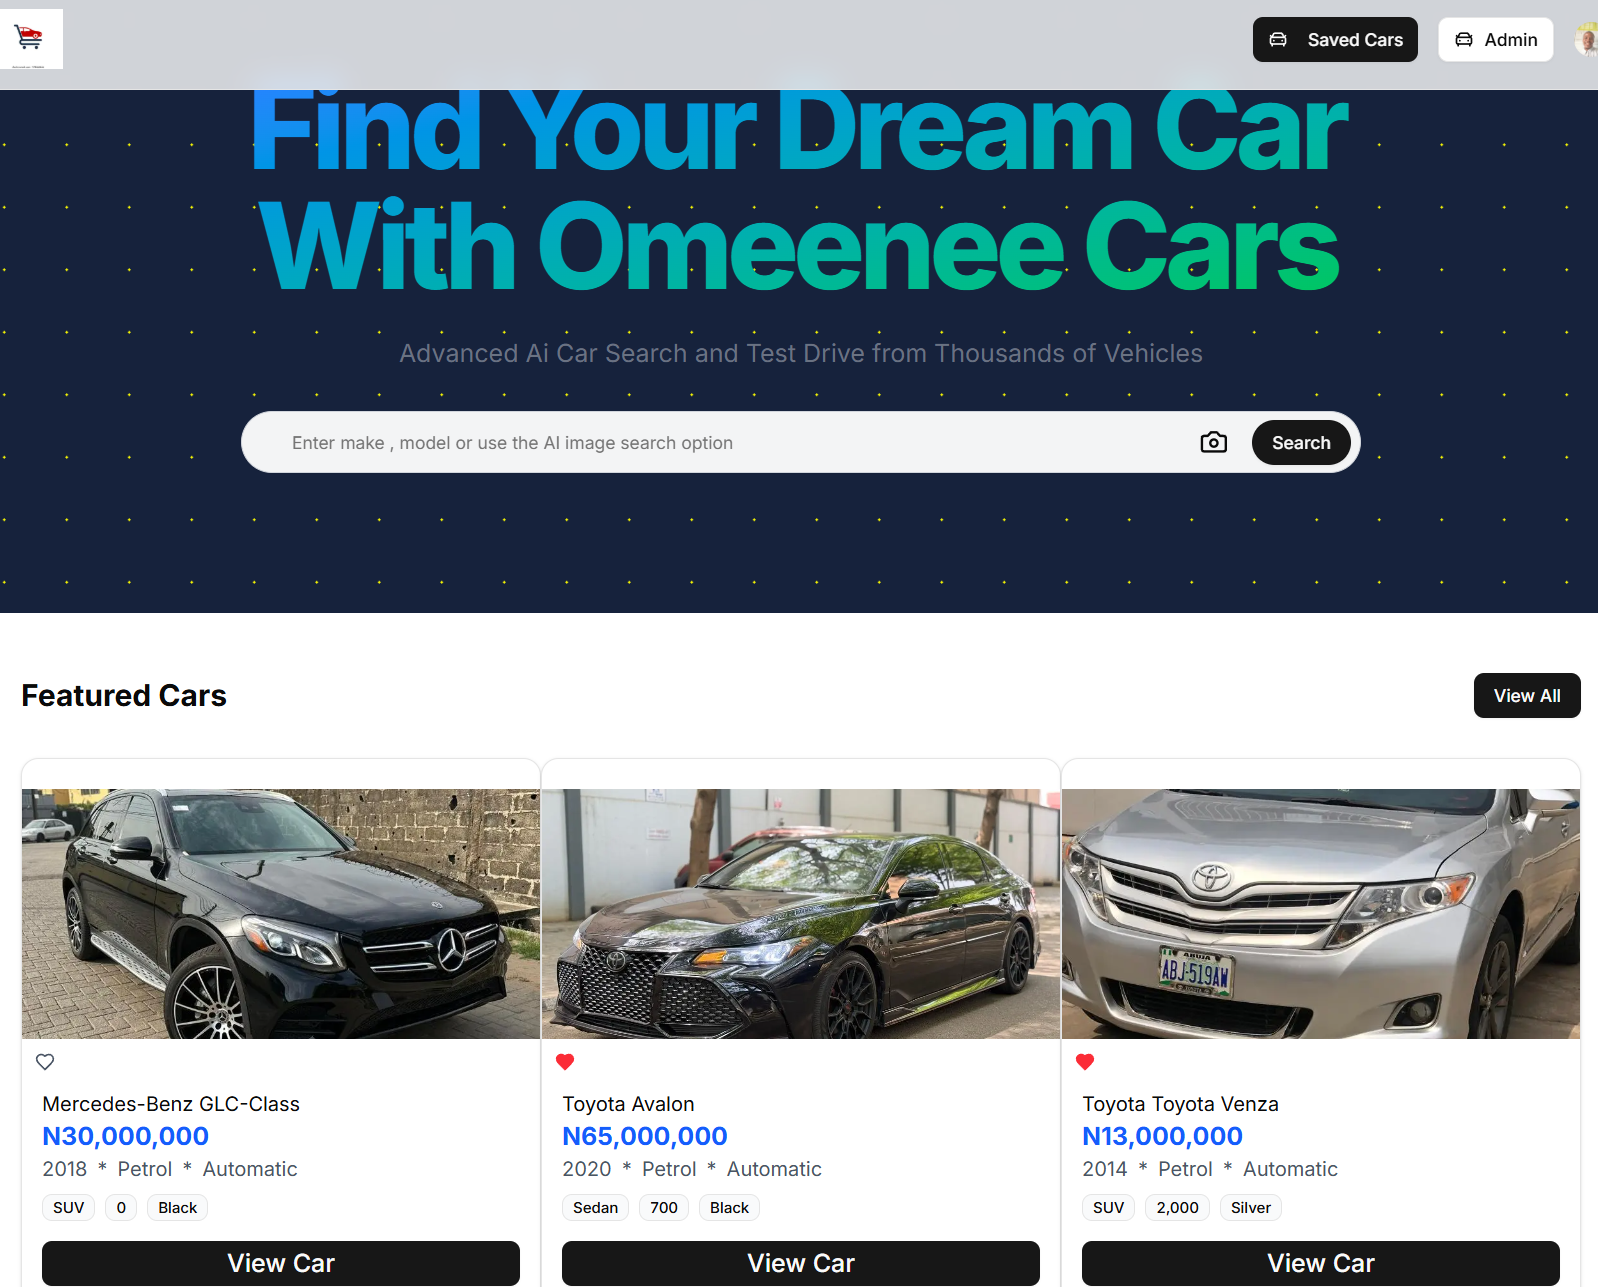 Saved Cars
Admin
Find Your Dream Car
With Omeenee Cars
Advanced Ai Car Search and Test Drive from Thousands of Vehicles
Enter make , model or use the AI image search option
Search
Featured Cars
View All
ABUJA
ABJ-519AW
Mercedes-Benz GLC-Class
N30,000,000
2018 * Petrol * Automatic
SUV 0 Black
View Car
Toyota Avalon
N65,000,000
2020 * Petrol * Automatic
Sedan 700 Black
View Car
Toyota Toyota Venza
N13,000,000
2014 * Petrol * Automatic
SUV 2,000 Silver
View Car